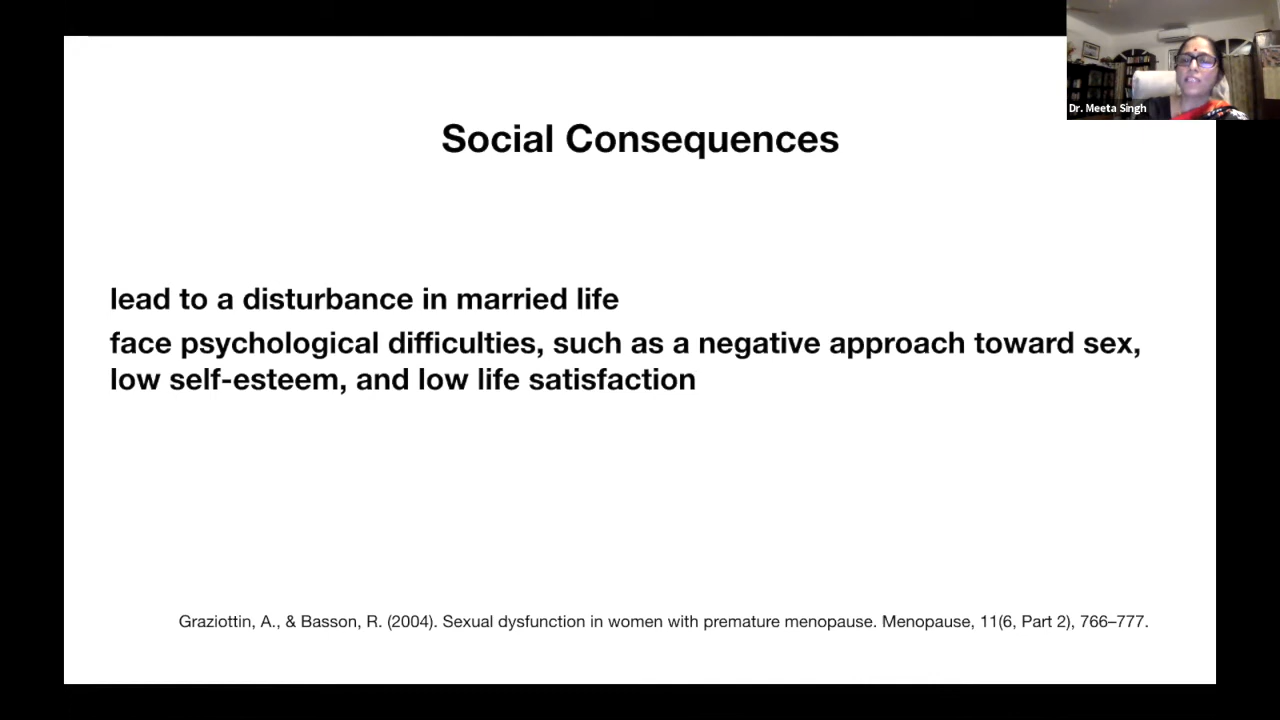 Dr. Meeta Singh
Social Consequences
lead to a disturbance in married life
face psychological difficulties, such as a negative approach toward sex,
low self-esteem, and low life satisfaction
Graziottin, A., & Basson, R. (2004). Sexual dysfunction in women with premature menopause. Menopause, 11(6, Part 2), 766–777.